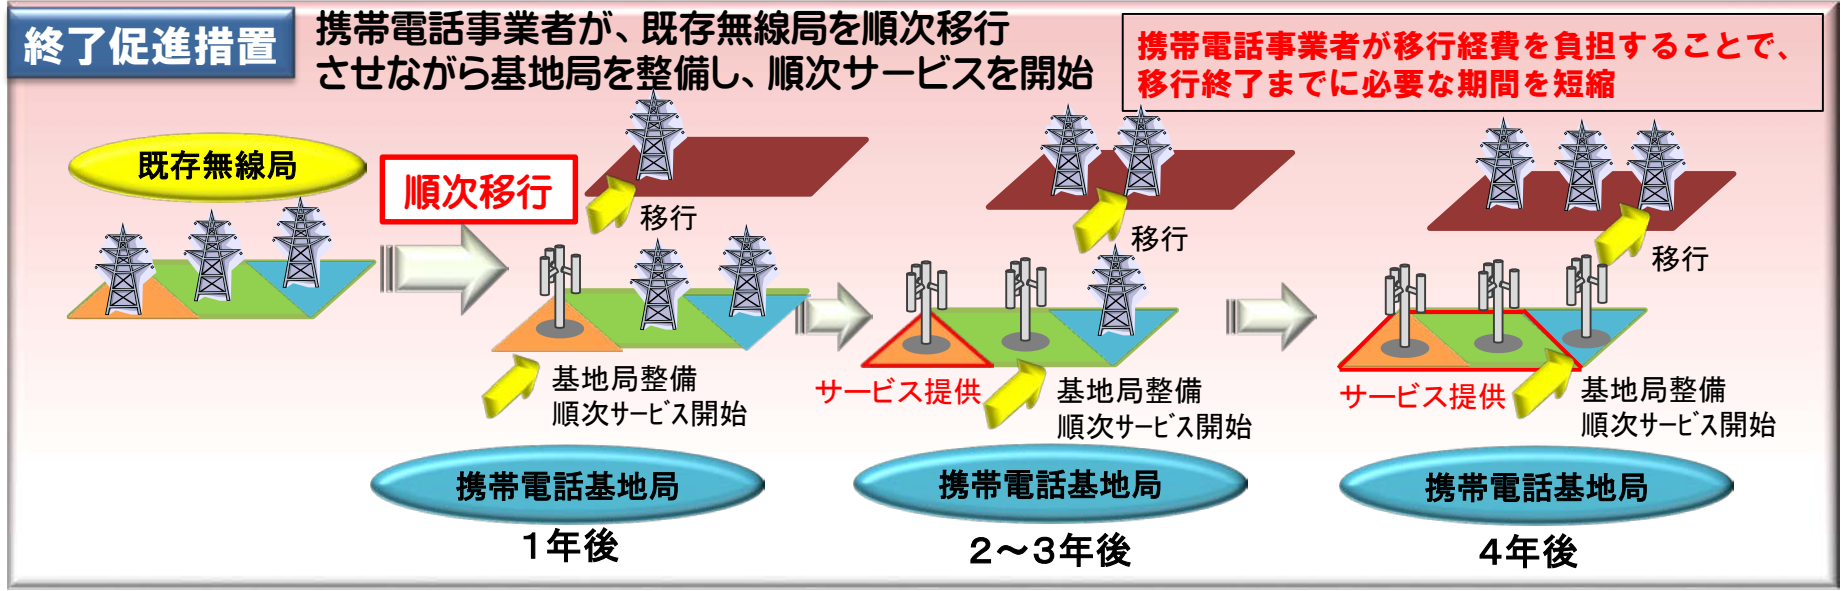 終了促進措置
携帯電話事業者が、既存無線局を順次移行
させながら基地局を整備し、順次サービスを開始
携帯電話事業者が移行経費を負担することで、
移行終了までに必要な期間を短縮
既存無線局
順次移行
移行
基地局整備
順次サービス開始
携帯電話基地局
1年後
移行
サービス提供
基地局整備
順次サービス開始
携帯電話基地局
2～3年後
移行
サービス提供
基地局整備
順次サービス開始
携帯電話基地局
4年後